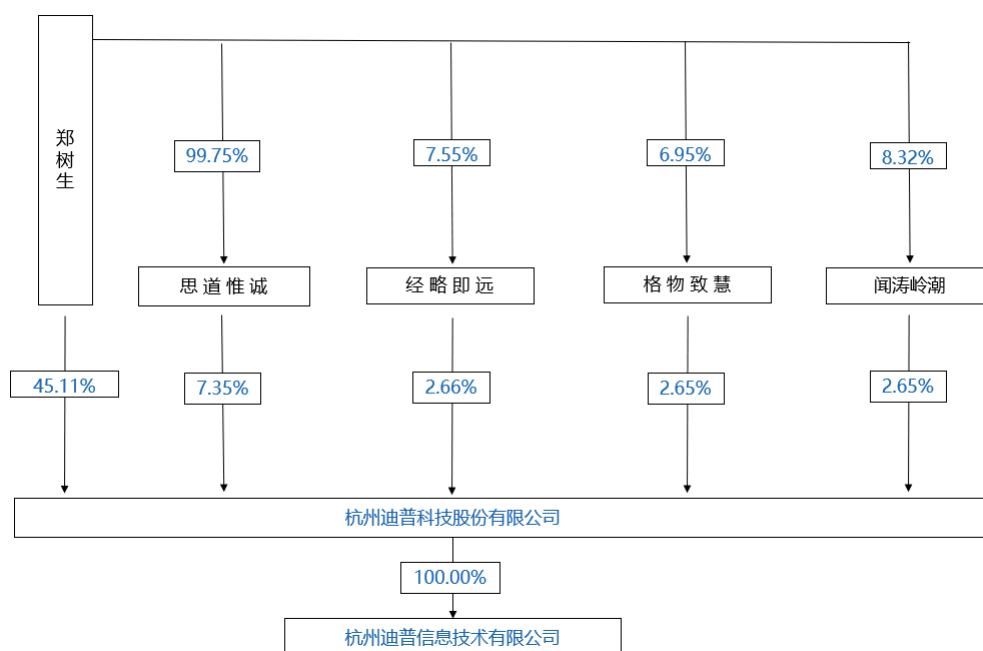 郑
树
生
99.75%
7.55%
6.95%
8.32%
思道惟诚
经略即远
格物致慧
闻涛岭潮
45.11%
7.35%
2.66%
2.65%
2.65%
杭州迪普科技股份有限公司
100.00%
杭州迪普信息技术有限公司